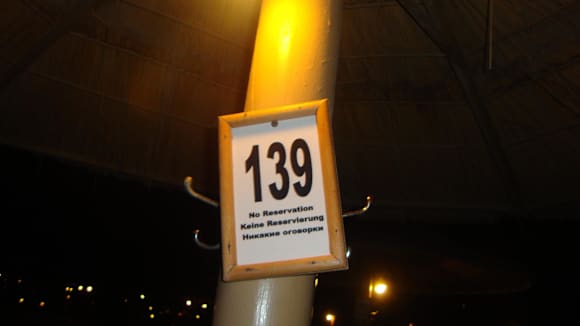 139
No Reservation
Keine Reservierung
Никакие оговорки